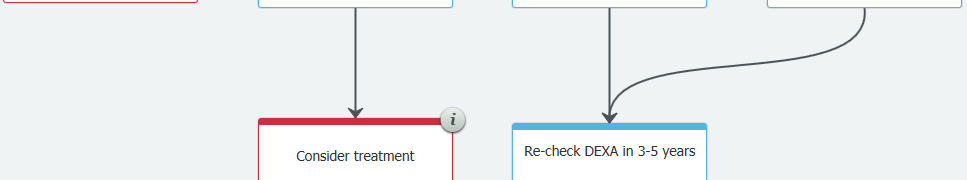 i
Consider treatment
Re-check DEXA in 3-5 years